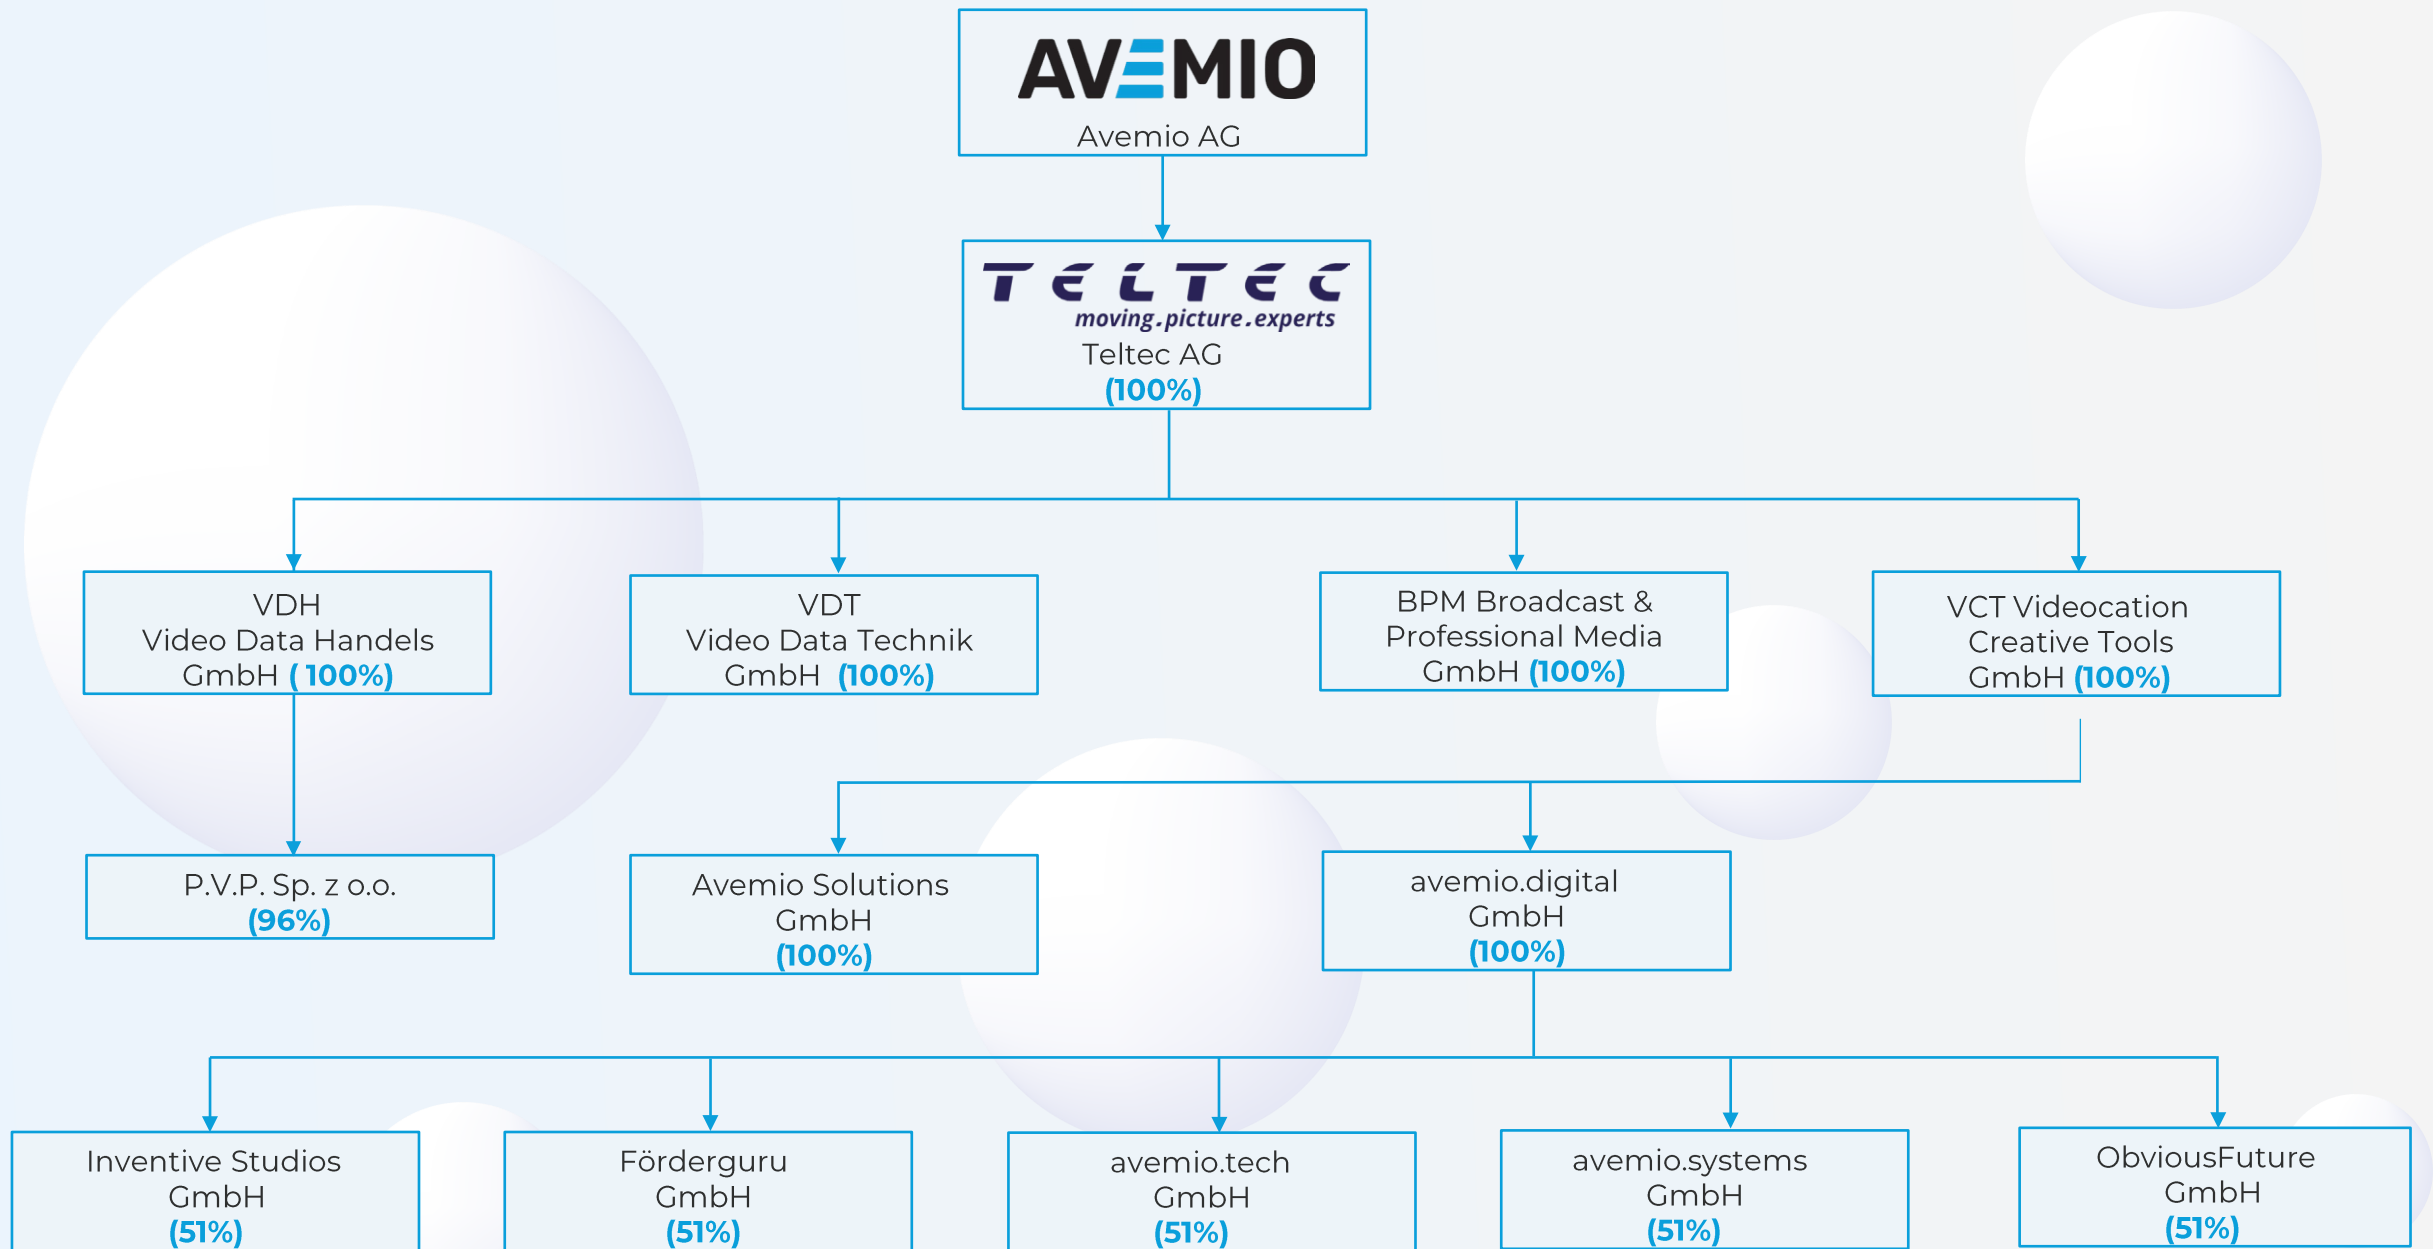 AVEMIO
Avemio AG
TELTEC
moving.picture.experts
Teltec AG
(100%)
VDH
Video Data Handels
GmbH ( 100%)
VDT
Video Data Technik
GmbH (100%)
BPM Broadcast &
Professional Media
GmbH (100%)
VCT Videocation
Creative Tools
GmbH (100%)
P.V.P. Sp. z o.o.
(96%)
Avemio Solutions
GmbH
(100%)
avemio.digital
GmbH
(100%)
Inventive Studios
GmbH
(51%)
Förderguru
GmbH
(51%)
avemio.tech
GmbH
(51%)
avemio.systems
GmbH
(51%)
ObviousFuture
GmbH
(51%)